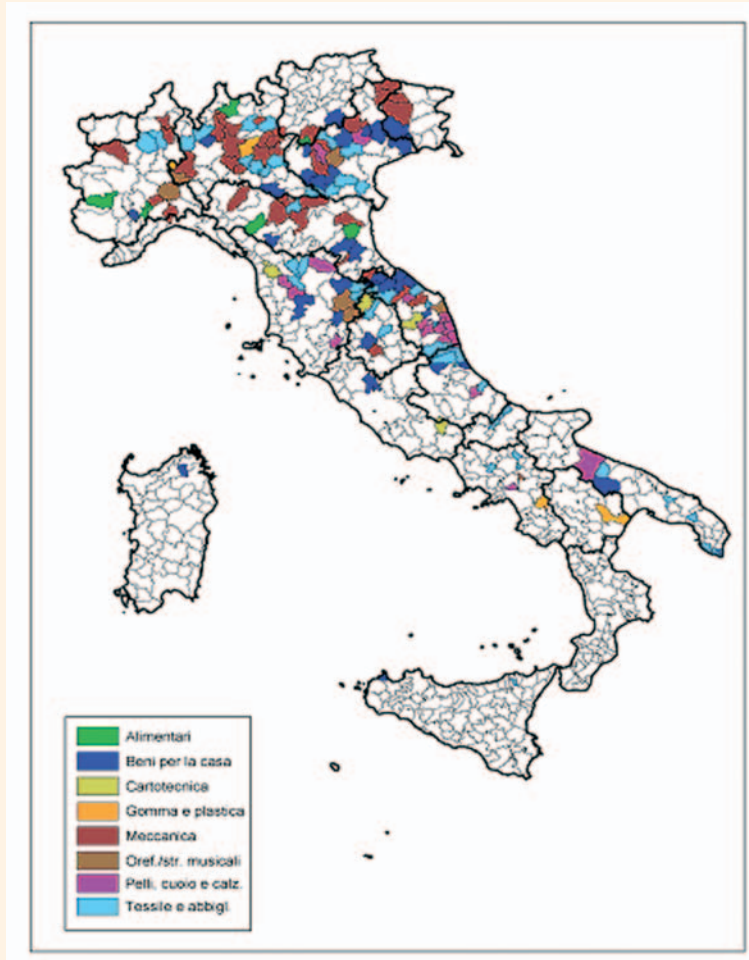 Alimentari
Beni per la casa
Cartotecnica
Gomma e plastica
Meccanica
Oref./str. musicali
Pelli, cuoio e calz.
Tessile e abbigl.